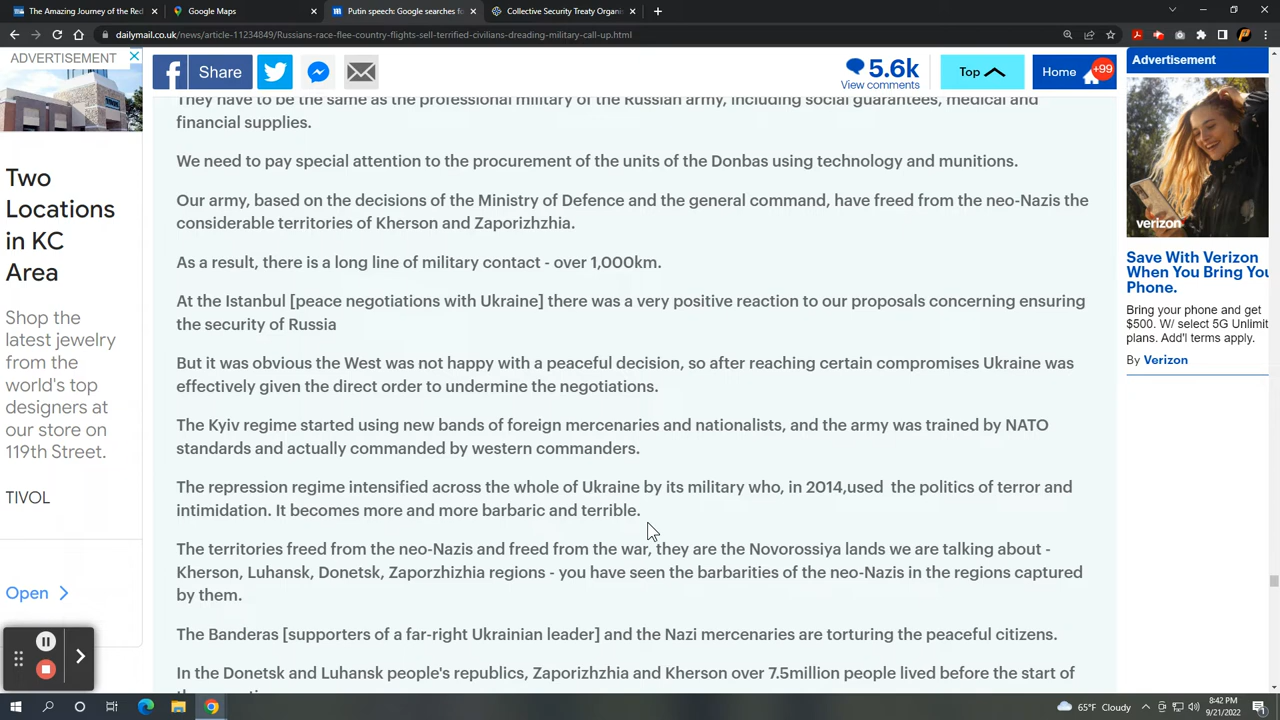 The Amazing Journey of the Red
Google Maps
Putin speech: Google searches fo
Collective Security Treaty Organis
dailymail.co.uk/news/article-11234849/Russians-race-flee-country-flights-sell-terrified-civilians-dreading-military-call-up.html
ADVERTISEMENT
Two
Locations
in KC
Area
Shop the
latest jewelry
from the
world's top
designers at
our store on
119th Street.
TIVOL
Open
Share
5.6k
View comments
Top
Home
+99
They have to be the same as the professional military of the Russian army, including social guarantees, medical and
financial supplies.
We need to pay special attention to the procurement of the units of the Donbas using technology and munitions.
Our army, based on the decisions of the Ministry of Defence and the general command, have freed from the neo-Nazis the
considerable territories of Kherson and Zaporizhzhia.
As a result, there is a long line of military contact - over 1,000km.
At the Istanbul [peace negotiations with Ukraine] there was a very positive reaction to our proposals concerning ensuring
the security of Russia
But it was obvious the West was not happy with a peaceful decision, so after reaching certain compromises Ukraine was
effectively given the direct order to undermine the negotiations.
The Kyiv regime started using new bands of foreign mercenaries and nationalists, and the army was trained by NATO
standards and actually commanded by western commanders.
The repression regime intensified across the whole of Ukraine by its military who, in 2014,used the politics of terror and
intimidation. It becomes more and more barbaric and terrible.
The territories freed from the neo-Nazis and freed from the war, they are the Novorossiya lands we are talking about -
Kherson, Luhansk, Donetsk, Zaporzhizhia regions - you have seen the barbarities of the neo-Nazis in the regions captured
by them.
The Banderas [supporters of a far-right Ukrainian leader] and the Nazi mercenaries are torturing the peaceful citizens.
In the Donetsk and Luhansk people's republics, Zaporizhzhia and Kherson over 7.5million people lived before the start of
Advertisement
verizon
Save With Verizon
When You Bring You
Phone.
Bring your phone and get
$500. W/ select 5G Unlimit
plans. Add'l terms apply.
By Verizon
65°F Cloudy
8:42 PM
9/21/2022